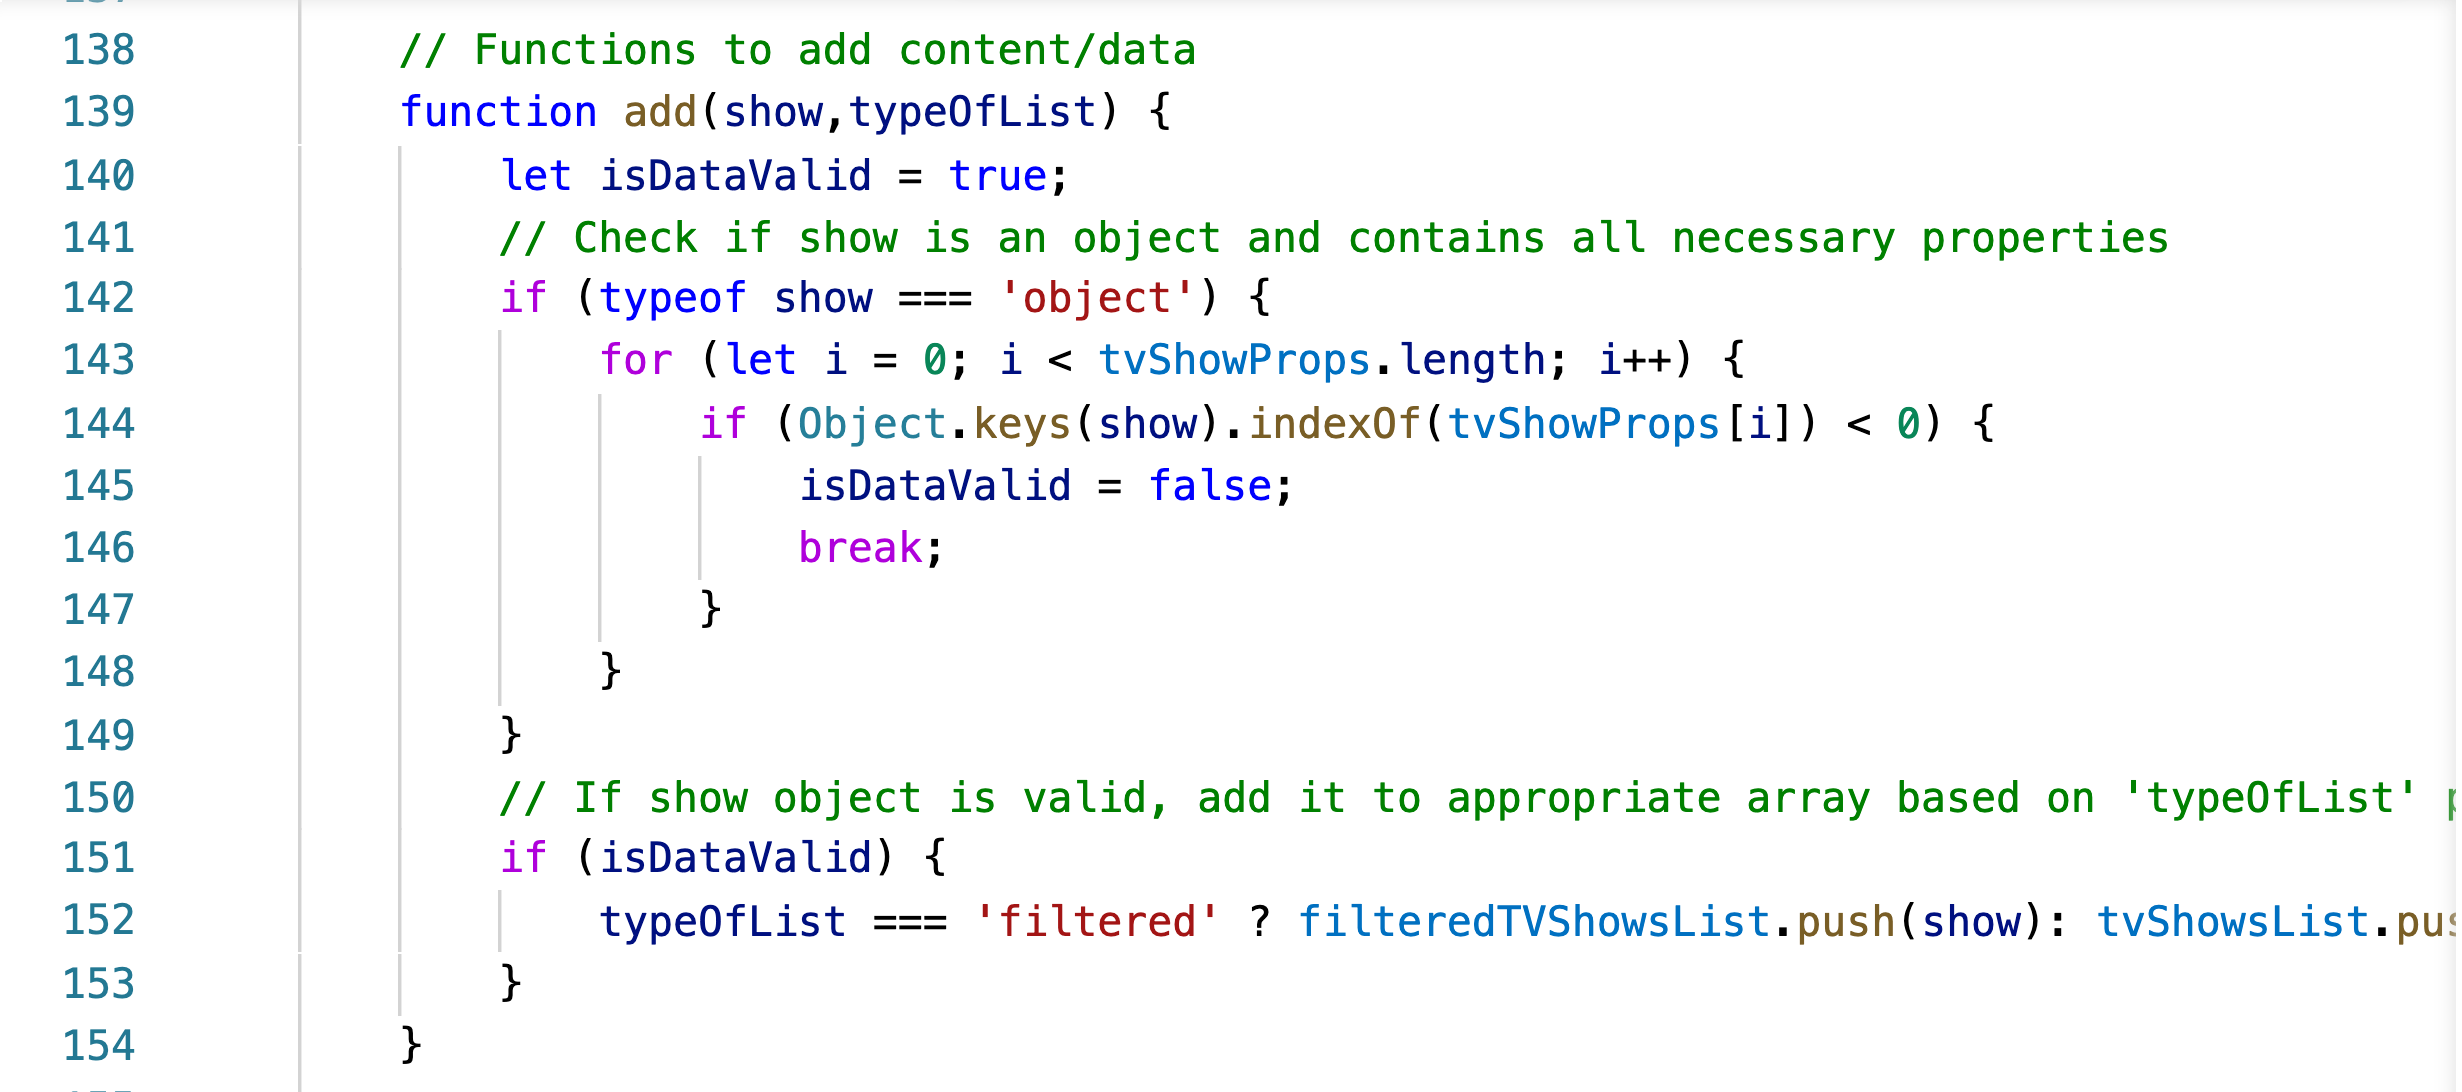 138 // Functions to add content/data
139 function add(show,typeOfList) {
140 let isDataValid = true;
141 // Check if show is an object and contains all necessary properties
142 if (typeof show === 'object') {
143 for (let i = 0; i < tvShowProps.length; i++) {
144 if (Object.keys(show).indexOf(tvShowProps[i]) < 0) {
145 isDataValid = false;
146 break;
147 }
148 }
149 }
150 // If show object is valid, add it to appropriate array based on 'typeOfList'
151 if (isDataValid) {
152 typeOfList === 'filtered' ? filteredTVShowsList.push(show): tvShowsList.
153 }
154 }